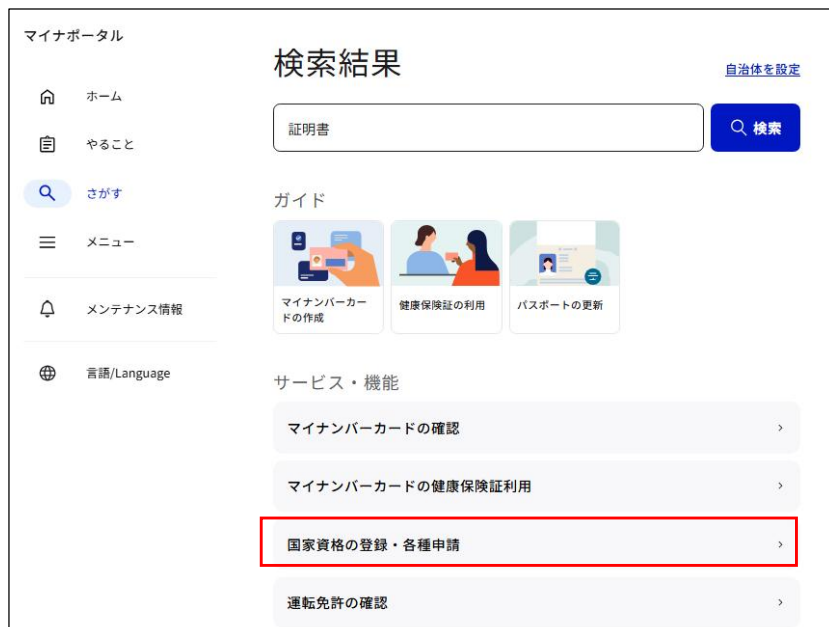 マイナポータル
ホーム
やること
さがす
メニュー
メンテナンス情報
言語/Language
検索結果
自治体を設定
証明書
検索
ガイド
マイナンバーカー
ドの作成
健康保険証の利用
パスポートの更新
サービス・機能
マイナンバーカードの確認
マイナンバーカードの健康保険証利用
国家資格の登録・各種申請
運転免許の確認